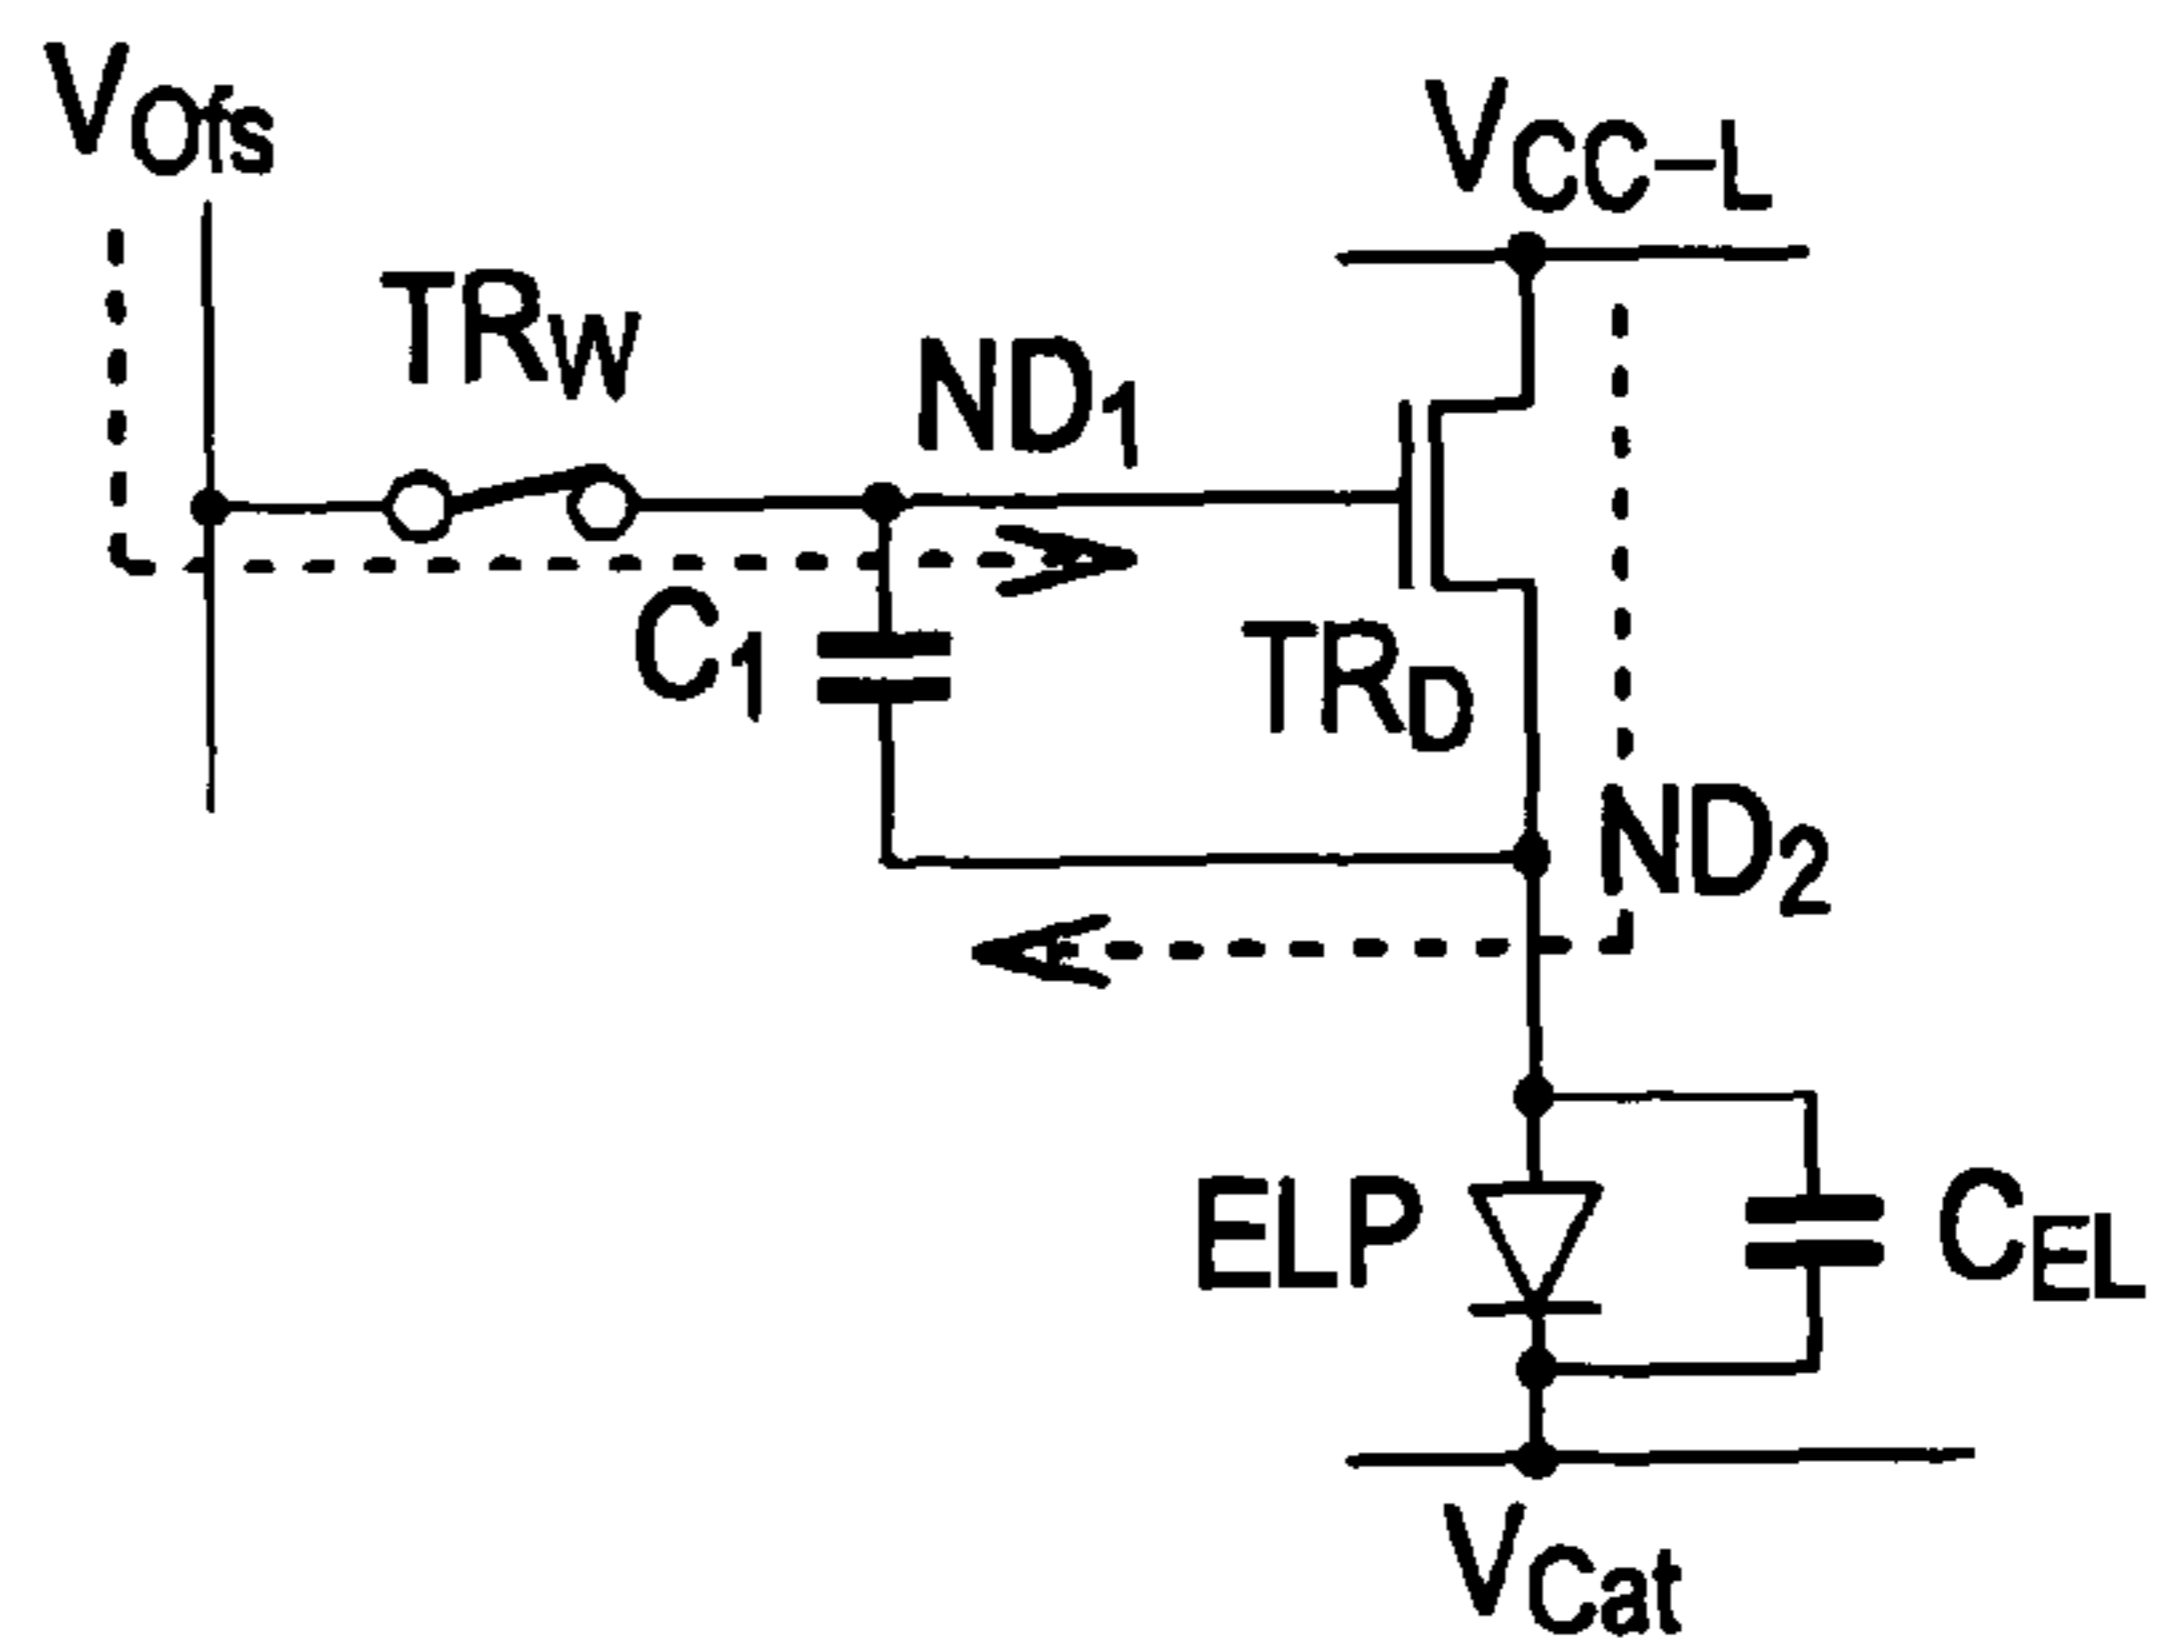 VOfs
VCC-L
TRW
ND1
C1
TRD
ND2
ELP
CEL
VCat